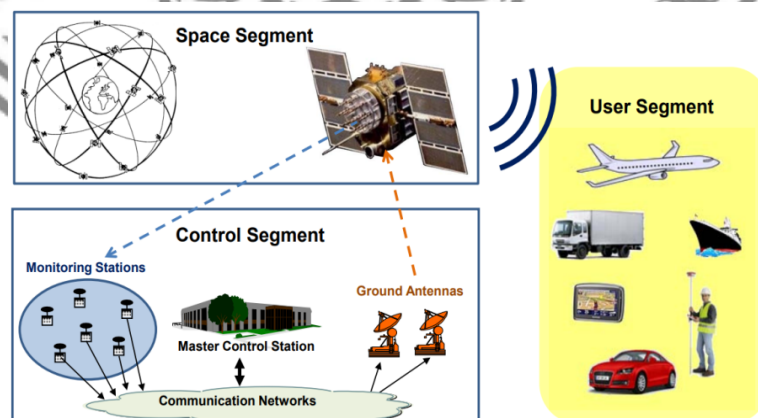 Space Segment
User Segment
Control Segment
Monitoring Stations
Ground Antennas
Master Control Station
Communication Networks